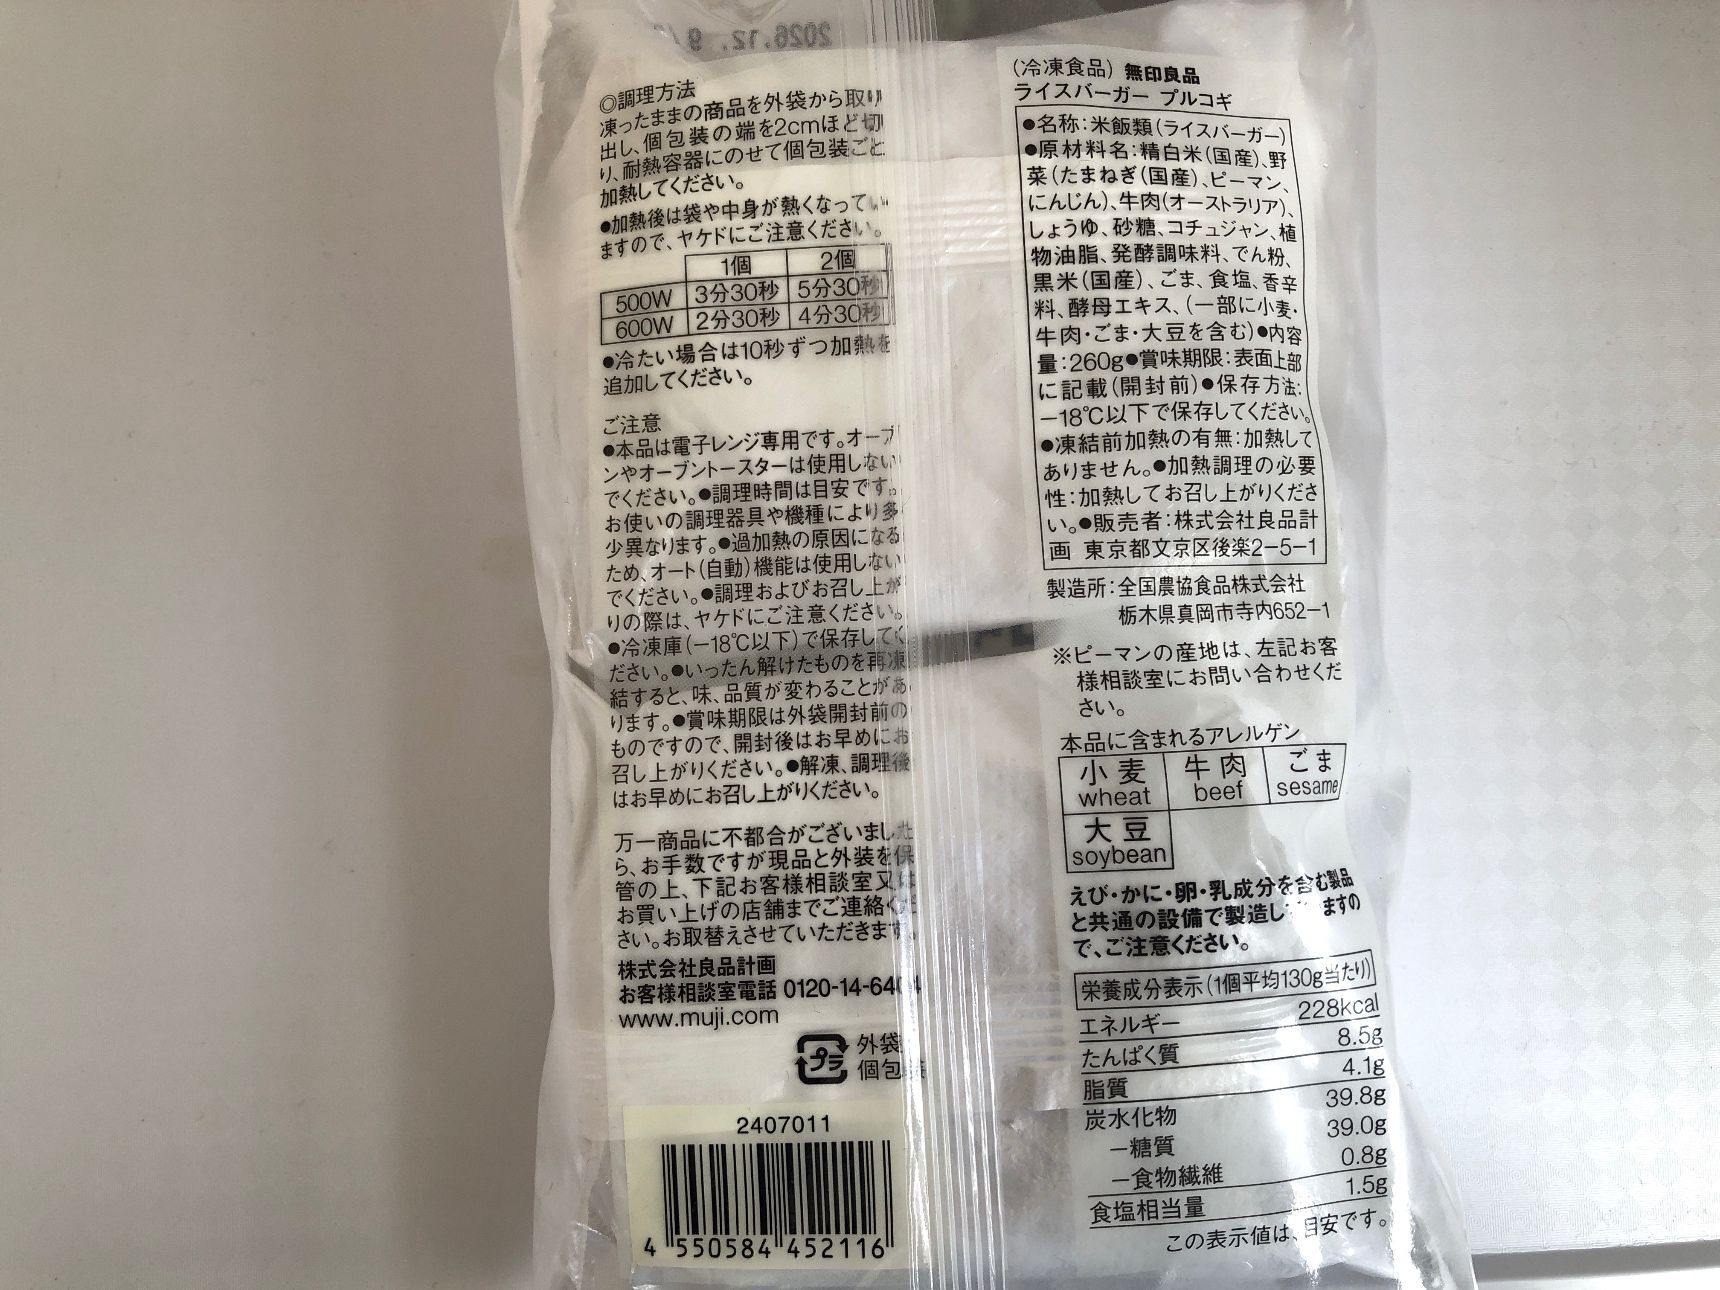 2026.12. 9
◎調理方法
凍ったままの商品を外袋から取り
出し、個包装の端を2cmほど切
り、耐熱容器にのせて個包装ごと
加熱してください。
●加熱後は袋や中身が熱くなってい
ますので、ヤケドにご注意ください。
1個 2個
500W 3分30秒 5分30秒
600W 2分30秒 4分30秒
●冷たい場合は10秒ずつ加熱を
追加してください。
ご注意
●本品は電子レンジ専用です。オーブ
ンやオーブントースターは使用しない
でください。●調理時間は目安です。
お使いの調理器具や機種により多
少異なります。●過加熱の原因になる
ため、オート(自動)機能は使用しない
でください。●調理およびお召し上が
りの際は、ヤケドにご注意ください。
●冷凍庫(−18℃以下)で保存してく
ださい。●いったん解けたものを再凍
結すると、味、品質が変わることがあ
ります。●賞味期限は外袋開封前の
ものですので、開封後はお早めにお
召し上がりください。●解凍、調理後
はお早めにお召し上がりください。
万一商品に不都合がございました
ら、お手数ですが現品と外装を保
管の上、下記お客様相談室又は
お買い上げの店舗までご連絡くだ
さい。お取替えさせていただきます。
株式会社良品計画
お客様相談室電話 0120-14-6404
www.muji.com
プラ
外袋
個包装
2407011
4 550584 452116
(冷凍食品) 無印良品
ライスバーガー プルコギ
●名称:米飯類(ライスバーガー)
●原材料名:精白米(国産)、野
菜(たまねぎ(国産)、ピーマン、
にんじん)、牛肉(オーストラリア)、
しょうゆ、砂糖、コチュジャン、植
物油脂、発酵調味料、でん粉、
黒米(国産)、ごま、食塩、香辛
料、酵母エキス、(一部に小麦・
牛肉・ごま・大豆を含む)●内容
量:260g●賞味期限:表面上部
に記載(開封前)●保存方法:
−18℃以下で保存してください。
●凍結前加熱の有無:加熱して
ありません。●加熱調理の必要
性:加熱してお召し上がりくださ
い。●販売者:株式会社良品計
画 東京都文京区後楽2−5−1
製造所:全国農協食品株式会社
栃木県真岡市寺内652−1
※ピーマンの産地は、左記お客
様相談室にお問い合わせくだ
さい。
本品に含まれるアレルゲン
小麦 牛肉 ごま
wheat beef sesame
大豆
soybean
えび・かに・卵・乳成分を含む製品
と共通の設備で製造し ますの
で、ご注意ください。
栄養成分表示(1個平均130g当たり)
エネルギー 228kcal
たんぱく質 8.5g
脂質 4.1g
炭水化物 39.8g
−糖質 39.0g
−食物繊維 0.8g
食塩相当量 1.5g
この表示値は、目安です。